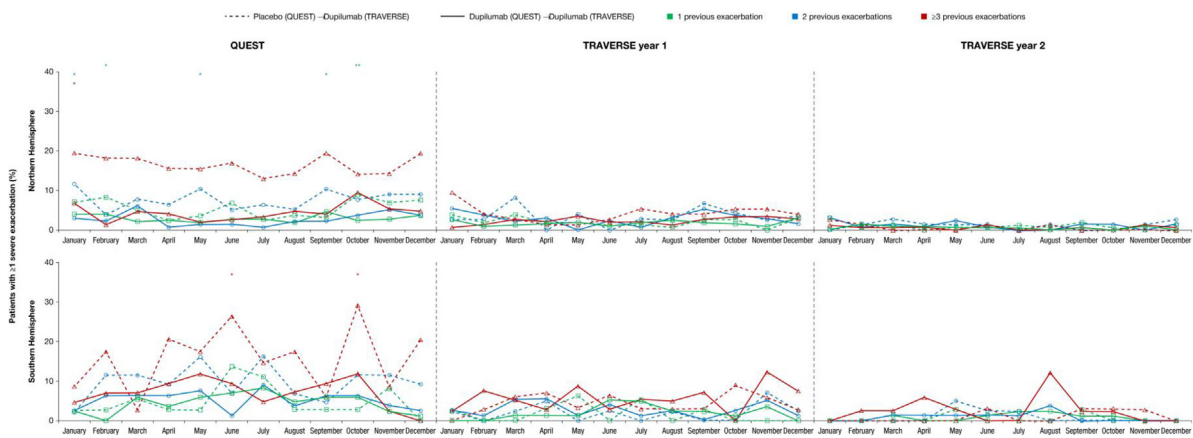 Placebo (QUEST) →Dupilumab (TRAVERSE) Dupilumab (QUEST) →Dupilumab (TRAVERSE) 1 previous exacerbation 2 previous exacerbations ≥3 previous exacerbations
QUEST TRAVERSE year 1 TRAVERSE year 2
Patients with ≥1 severe exacerbation (%)
Northern Hemisphere
40
30
20
10
0
January February March April May June July August September October November December January February March April May June July August September October November December January February March April May June July August September October November December
Southern Hemisphere
40
30
20
10
0
January February March April May June July August September October November December January February March April May June July August September October November December January February March April May June July August September October November December